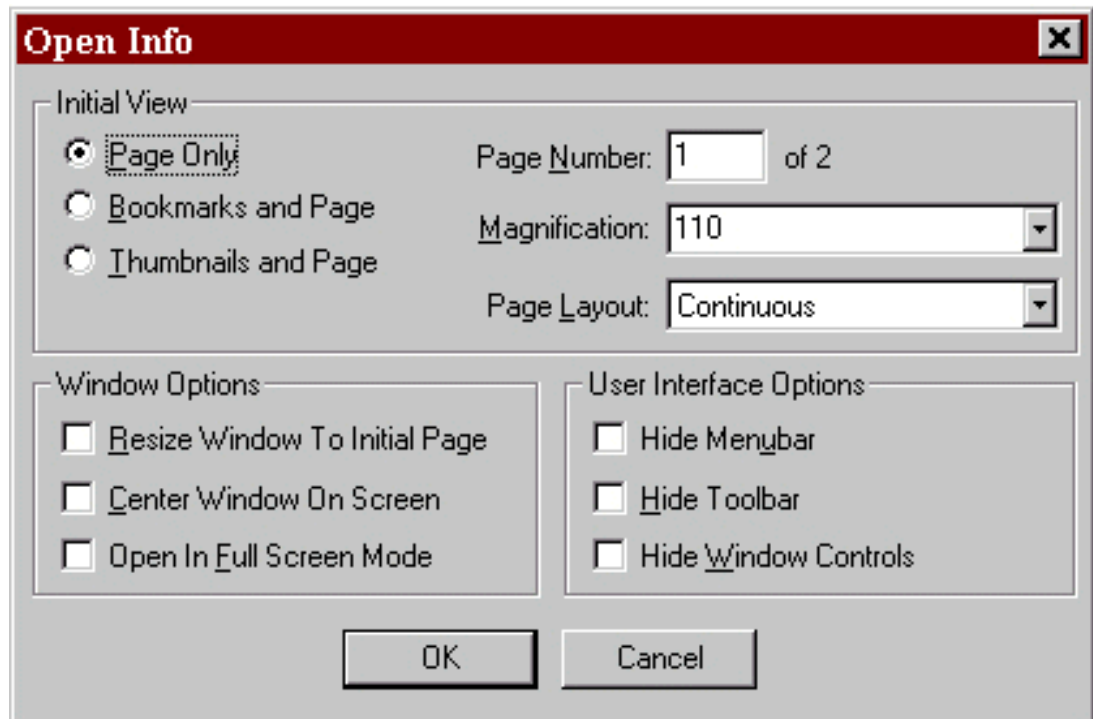 Open Info
Initial View
Page Only
Bookmarks and Page
Thumbnails and Page
Page Number: 1 of 2
Magnification: 110
Page Layout: Continuous
Window Options
Resize Window To Initial Page
Center Window On Screen
Open In Full Screen Mode
User Interface Options
Hide Menubar
Hide Toolbar
Hide Window Controls
OK
Cancel